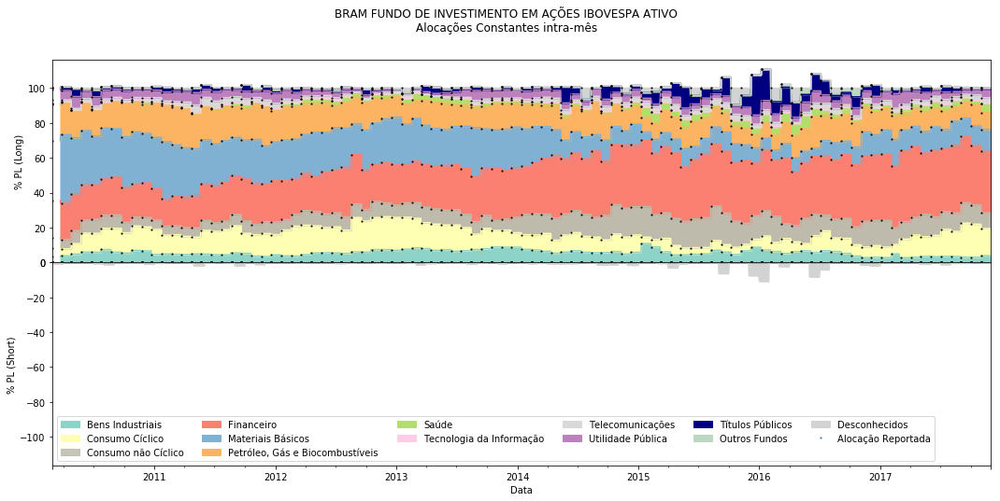 BRAM FUNDO DE INVESTIMENTO EM AÇÕES IBOVESPA ATIVO
Alocações Constantes intra-mês
% PL (Long)
100
80
60
40
20
0
0
% PL (Short)
−20
−40
−60
−80
−100
Bens Industriais
Consumo Cíclico
Consumo não Cíclico
Financeiro
Materiais Básicos
Petróleo, Gás e Biocombustíveis
Saúde
Tecnologia da Informação
Telecomunicações
Utilidade Pública
Títulos Públicos
Outros Fundos
Desconhecidos
Alocação Reportada
2011 2012 2013 2014 2015 2016 2017
Data